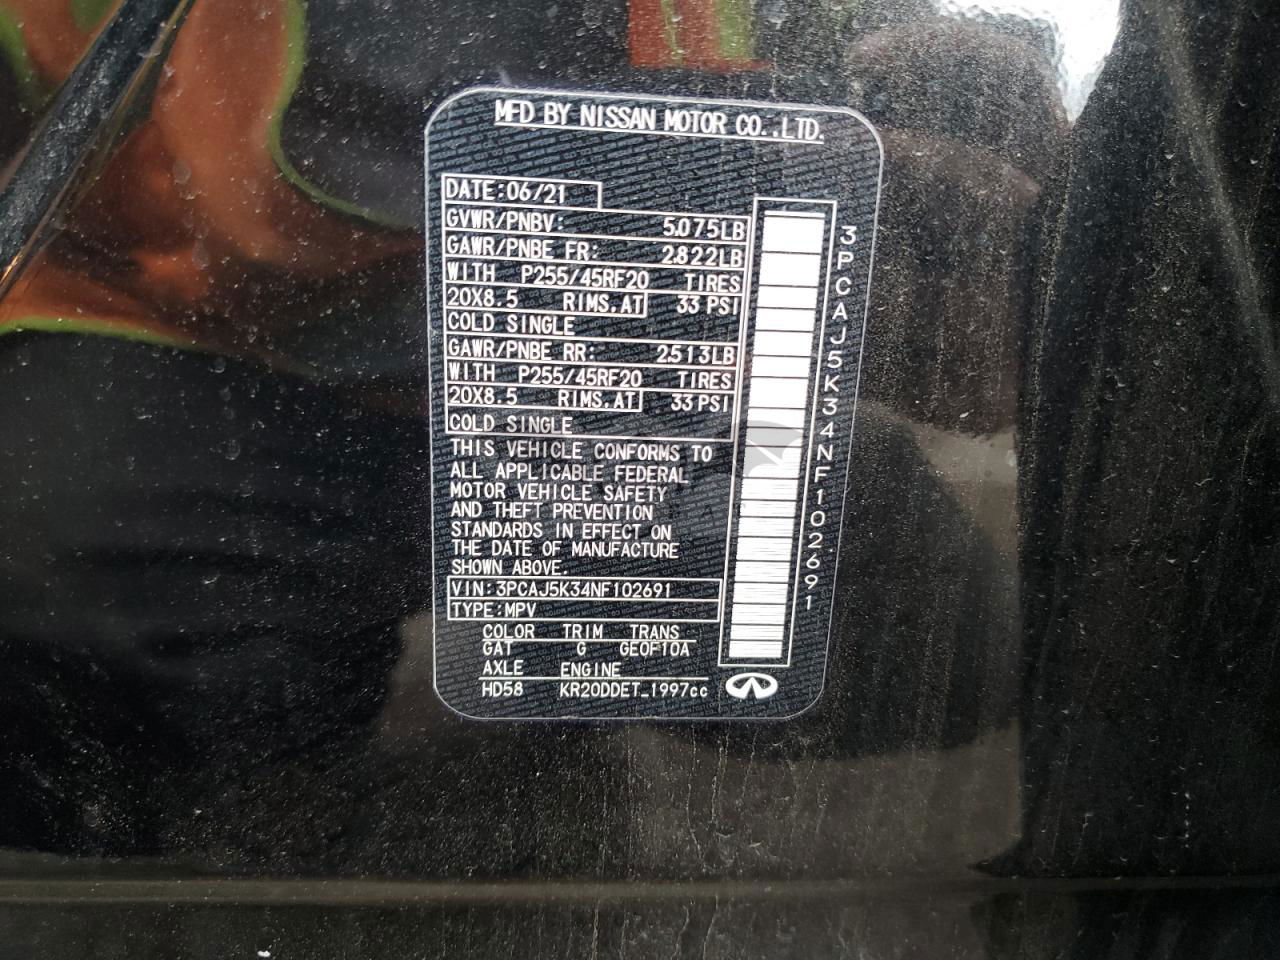 MFD BY NISSAN MOTOR CO.,LTD.
DATE:06/21
GVWR/PNBV: 5075LB
GAWR/PNBE FR: 2822LB
WITH P255/45RF20 TIRES
20X8.5 RIMS.AT 33 PSI
COLD SINGLE
GAWR/PNBE RR: 2513LB
WITH P255/45RF20 TIRES
20X8.5 RIMS.AT 33 PSI
COLD SINGLE
THIS VEHICLE CONFORMS TO
ALL APPLICABLE FEDERAL
MOTOR VEHICLE SAFETY
AND THEFT PREVENTION
STANDARDS IN EFFECT ON
THE DATE OF MANUFACTURE
SHOWN ABOVE.
VIN:3PCAJ5K34NF102691
TYPE:MPV
COLOR TRIM TRANS
GAT G GEOF10A
AXLE ENGINE
HD58 KR20DDET_1997cc
3PCAJ5K34NF102691